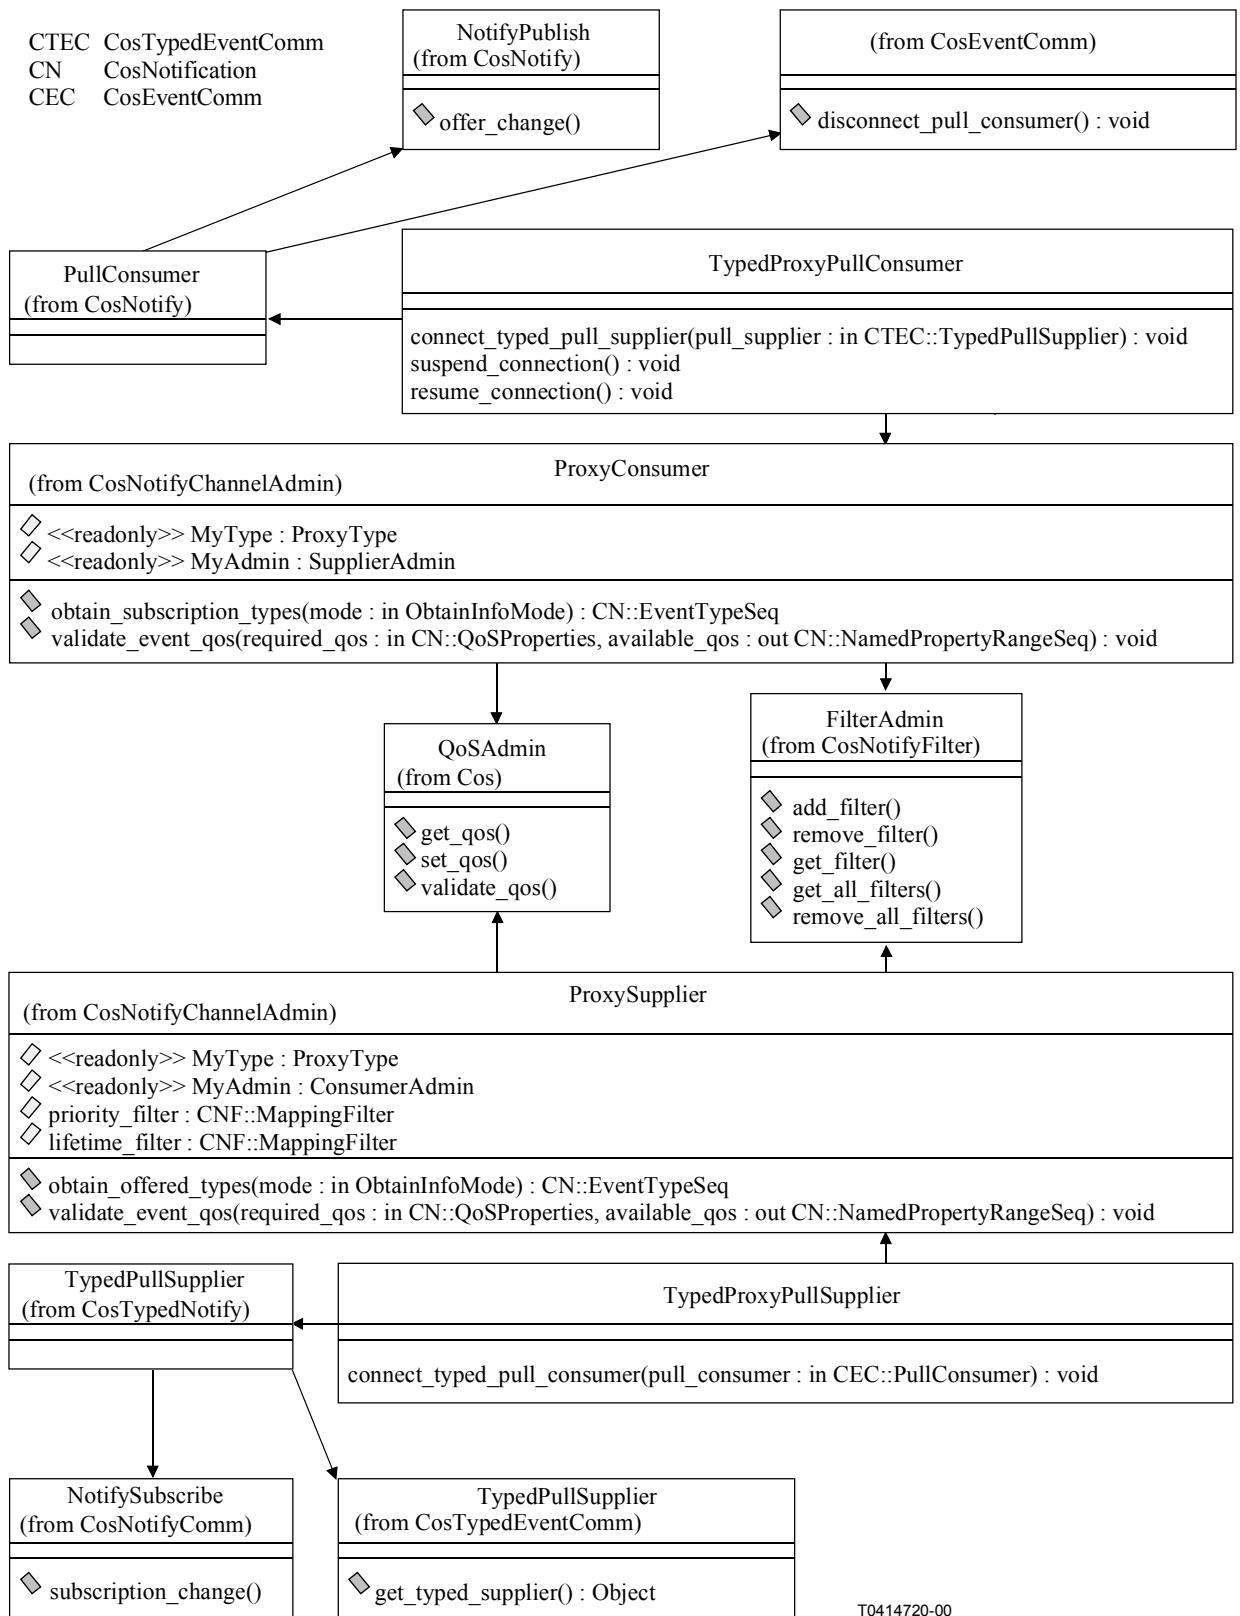 CTEC CosTypedEventComm
CN CosNotification
CEC CosEventComm
NotifyPublish
(from CosNotify)
offer_change()
(from CosEventComm)
disconnect_pull_consumer() : void
PullConsumer
(from CosNotify)
TypedProxyPullConsumer
connect_typed_pull_supplier(pull_supplier : in CTEC::TypedPullSupplier) : void
suspend_connection() : void
resume_connection() : void
ProxyConsumer
(from CosNotifyChannelAdmin)
<<readonly>> MyType : ProxyType
<<readonly>> MyAdmin : SupplierAdmin
obtain_subscription_types(mode : in ObtainInfoMode) : CN::EventTypeSeq
validate_event_qos(required_qos : in CN::QoSProperties, available_qos : out CN::NamedPropertyRangeSeq) : void
QoSAdmin
(from Cos)
get_qos()
set_qos()
validate_qos()
FilterAdmin
(from CosNotifyFilter)
add_filter()
remove_filter()
get_filter()
get_all_filters()
remove_all_filters()
ProxySupplier
(from CosNotifyChannelAdmin)
<<readonly>> MyType : ProxyType
<<readonly>> MyAdmin : ConsumerAdmin
priority_filter : CNF::MappingFilter
lifetime_filter : CNF::MappingFilter
obtain_offered_types(mode : in ObtainInfoMode) : CN::EventTypeSeq
validate_event_qos(required_qos : in CN::QoSProperties, available_qos : out CN::NamedPropertyRangeSeq) : void
TypedPullSupplier
(from CosTypedNotify)
TypedProxyPullSupplier
connect_typed_pull_consumer(pull_consumer : in CEC::PullConsumer) : void
NotifySubscribe
(from CosNotifyComm)
subscription_change()
TypedPullSupplier
(from CosTypedEventComm)
get_typed_supplier() : Object
T0414720-00